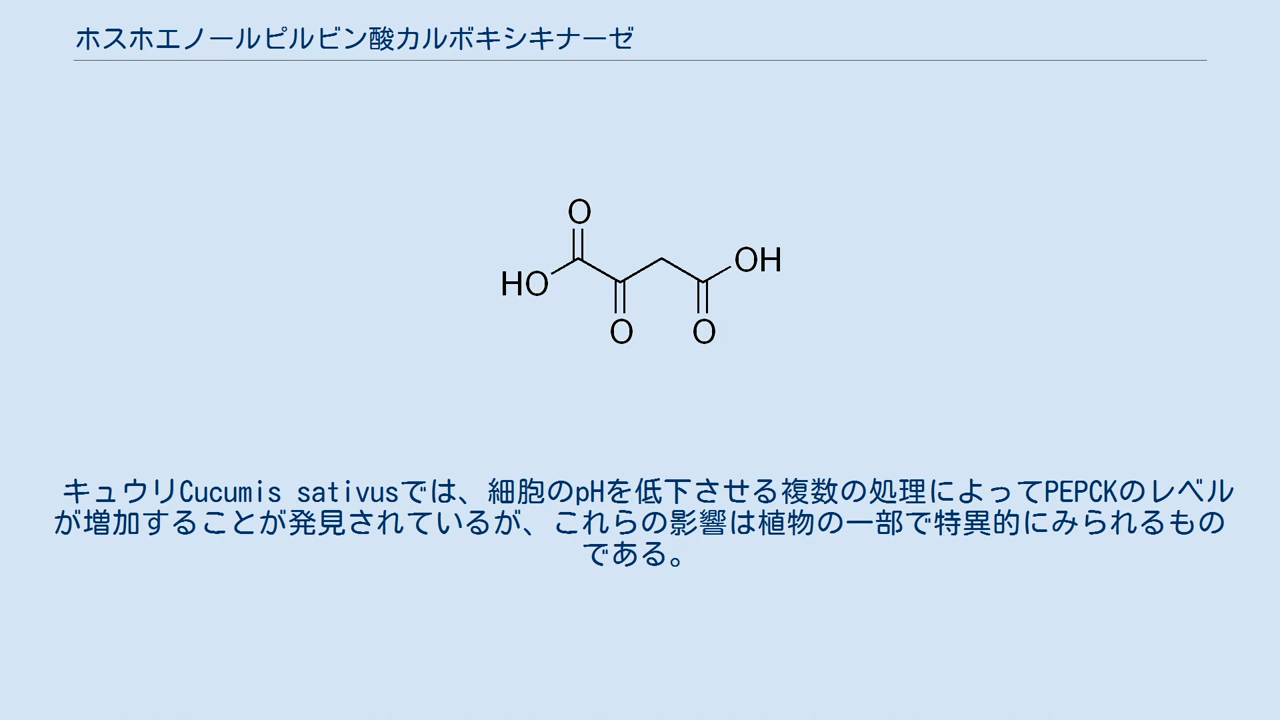 ホスホエノールピルビン酸カルボキシキナーゼ
O
HO
OH
O
O
キュウリCucumis sativusでは、細胞のpHを低下させる複数の処理によってPEPCKのレベル
が増加することが発見されているが、これらの影響は植物の一部で特異的にみられるもの
である。